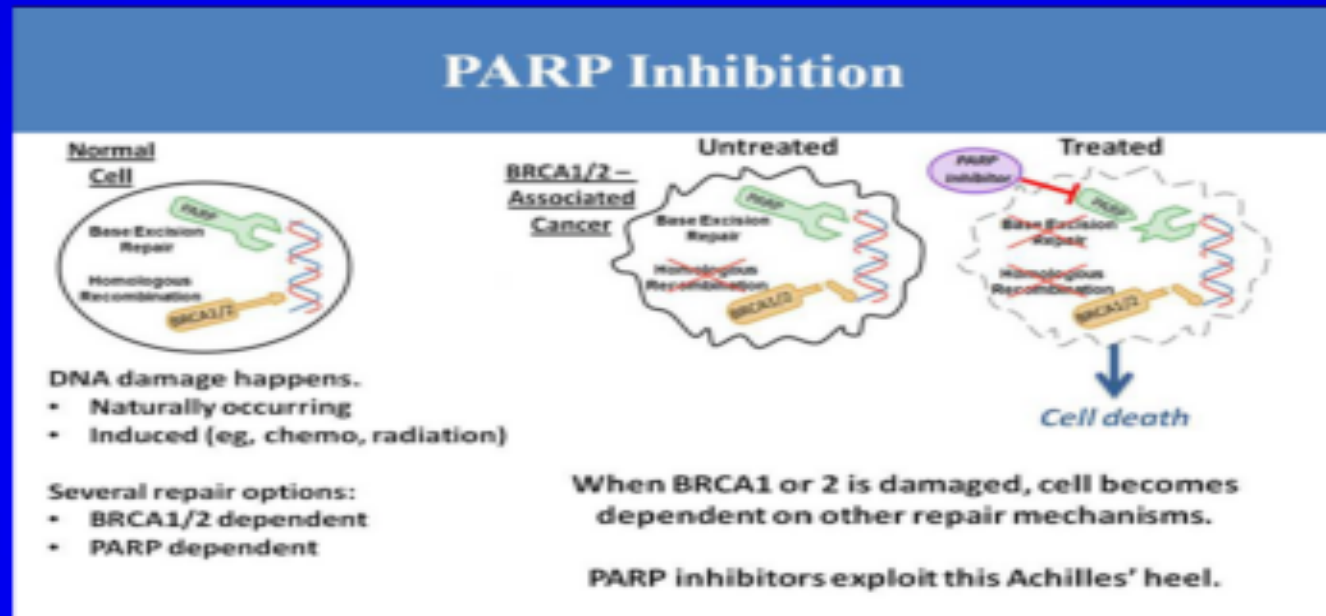 PARP Inhibition
Normal
Cell
PARP
Base Excision
Repair
Homologous
Recombination
BRCA1/2
DNA damage happens.
• Naturally occurring
• Induced (eg, chemo, radiation)
Several repair options:
• BRCA1/2 dependent
• PARP dependent
BRCA1/2 –
Associated
Cancer
Untreated
PARP
Base Excision
Repair
Homologous
Recombination
BRCA1/2
Treated
PARP
inhibitor
PARP
Base Excision
Repair
Homologous
Recombination
BRCA1/2
Cell death
When BRCA1 or 2 is damaged, cell becomes
dependent on other repair mechanisms.
PARP inhibitors exploit this Achilles’ heel.